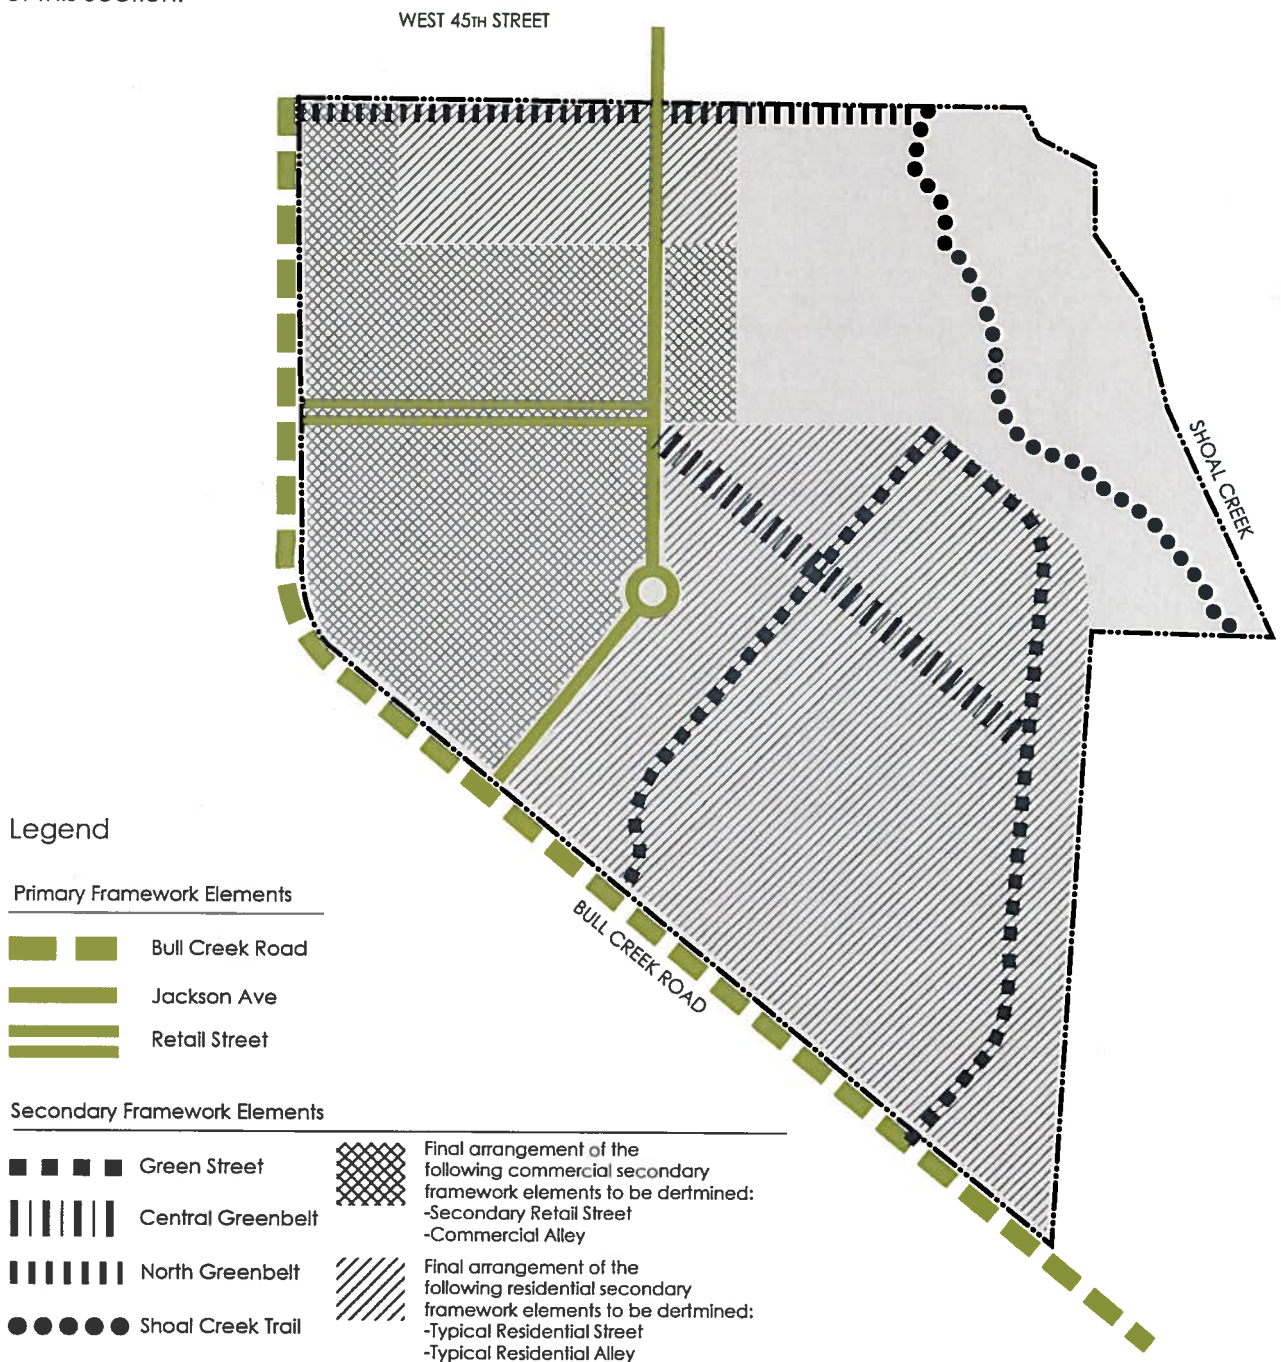 of this section.
WEST 45TH STREET
SHOAL CREEK
BULL CREEK ROAD
Legend
Primary Framework Elements
Bull Creek Road
Jackson Ave
Retail Street
Secondary Framework Elements
Green Street
Central Greenbelt
North Greenbelt
Shoal Creek Trail
Final arrangement of the
following commercial secondary
framework elements to be dertmined:
-Secondary Retail Street
-Commercial Alley
Final arrangement of the
following residential secondary
framework elements to be dertmined:
-Typical Residential Street
-Typical Residential Alley